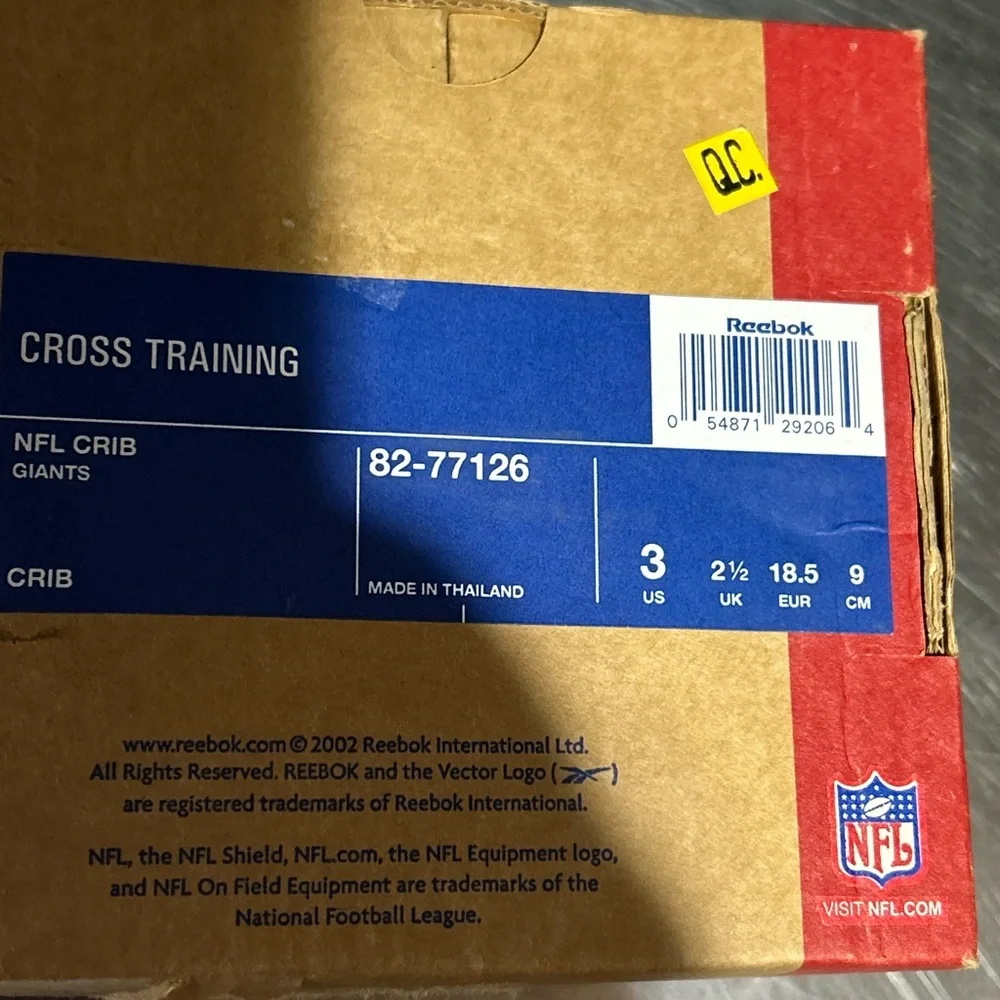 QC.
CROSS TRAINING
Reebok
0 54871 29206 4
NFL CRIB
GIANTS
82-77126
CRIB
MADE IN THAILAND
3 2½ 18.5 9
US UK EUR CM
www.reebok.com © 2002 Reebok International Ltd.
All Rights Reserved. REEBOK and the Vector Logo ( )
are registered trademarks of Reebok International.
NFL, the NFL Shield, NFL.com, the NFL Equipment logo,
and NFL On Field Equipment are trademarks of the
National Football League.
NFL
VISIT NFL.COM